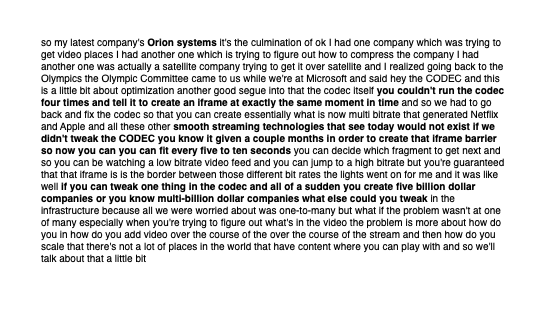 so my latest company's Orion systems it's the culmination of ok I had one company which was trying to
get video places I had another one which is trying to figure out how to compress the company I had
another one was actually a satellite company trying to get it over satellite and I realized going back to the
Olympics the Olympic Committee came to us while we're at Microsoft and said hey the CODEC and this
is a little bit about optimization another good segue into that the codec itself you couldn't run the codec
four times and tell it to create an iframe at exactly the same moment in time and so we had to go
back and fix the codec so that you can create essentially what is now multi bitrate that generated Netflix
and Apple and all these other smooth streaming technologies that see today would not exist if we
didn't tweak the CODEC you know it given a couple months in order to create that iframe barrier
so now you can you can fit every five to ten seconds you can decide which fragment to get next and
so you can be watching a low bitrate video feed and you can jump to a high bitrate but you're guaranteed
that that iframe is is the border between those different bit rates the lights went on for me and it was like
well if you can tweak one thing in the codec and all of a sudden you create five billion dollar
companies or you know multi-billion dollar companies what else could you tweak in the
infrastructure because all we were worried about was one-to-many but what if the problem wasn't at one
of many especially when you're trying to figure out what's in the video the problem is more about how do
you in how do you add video over the course of the over the course of the stream and then how do you
scale that there's not a lot of places in the world that have content where you can play with and so we'll
talk about that a little bit